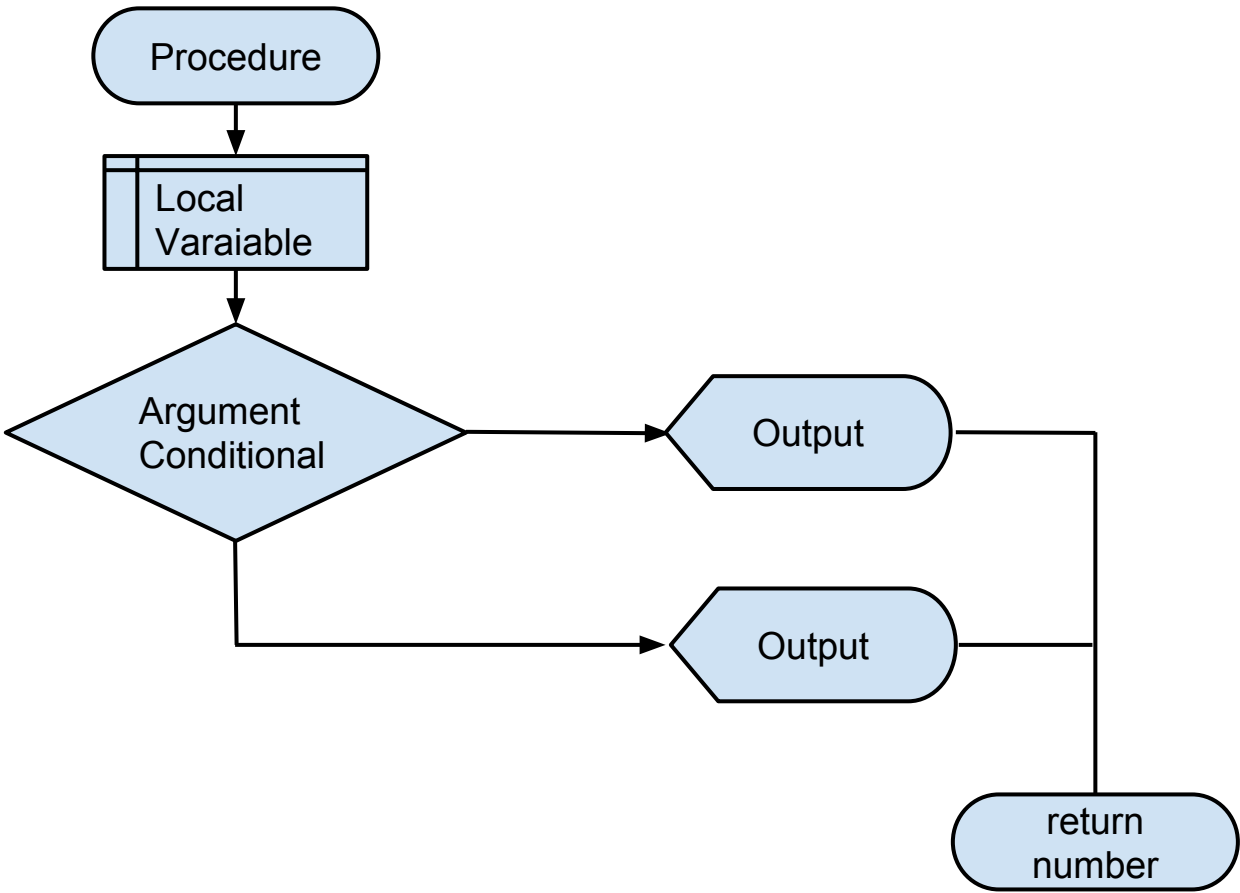 Procedure
Local
Varaiable
Argument
Conditional
Output
Output
return
number